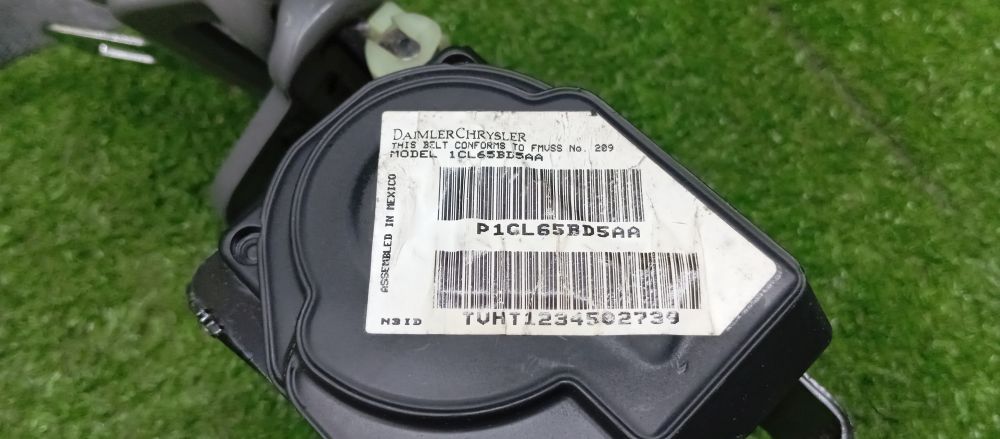 DAIMLERCHRYSLER
THIS BELT CONFORMS TO FMVSS No. 209
MODEL 1CL65BD5AA
ASSEMBLED IN MEXICO
P1CL65BD5AA
N3ID
TVHT1234502739